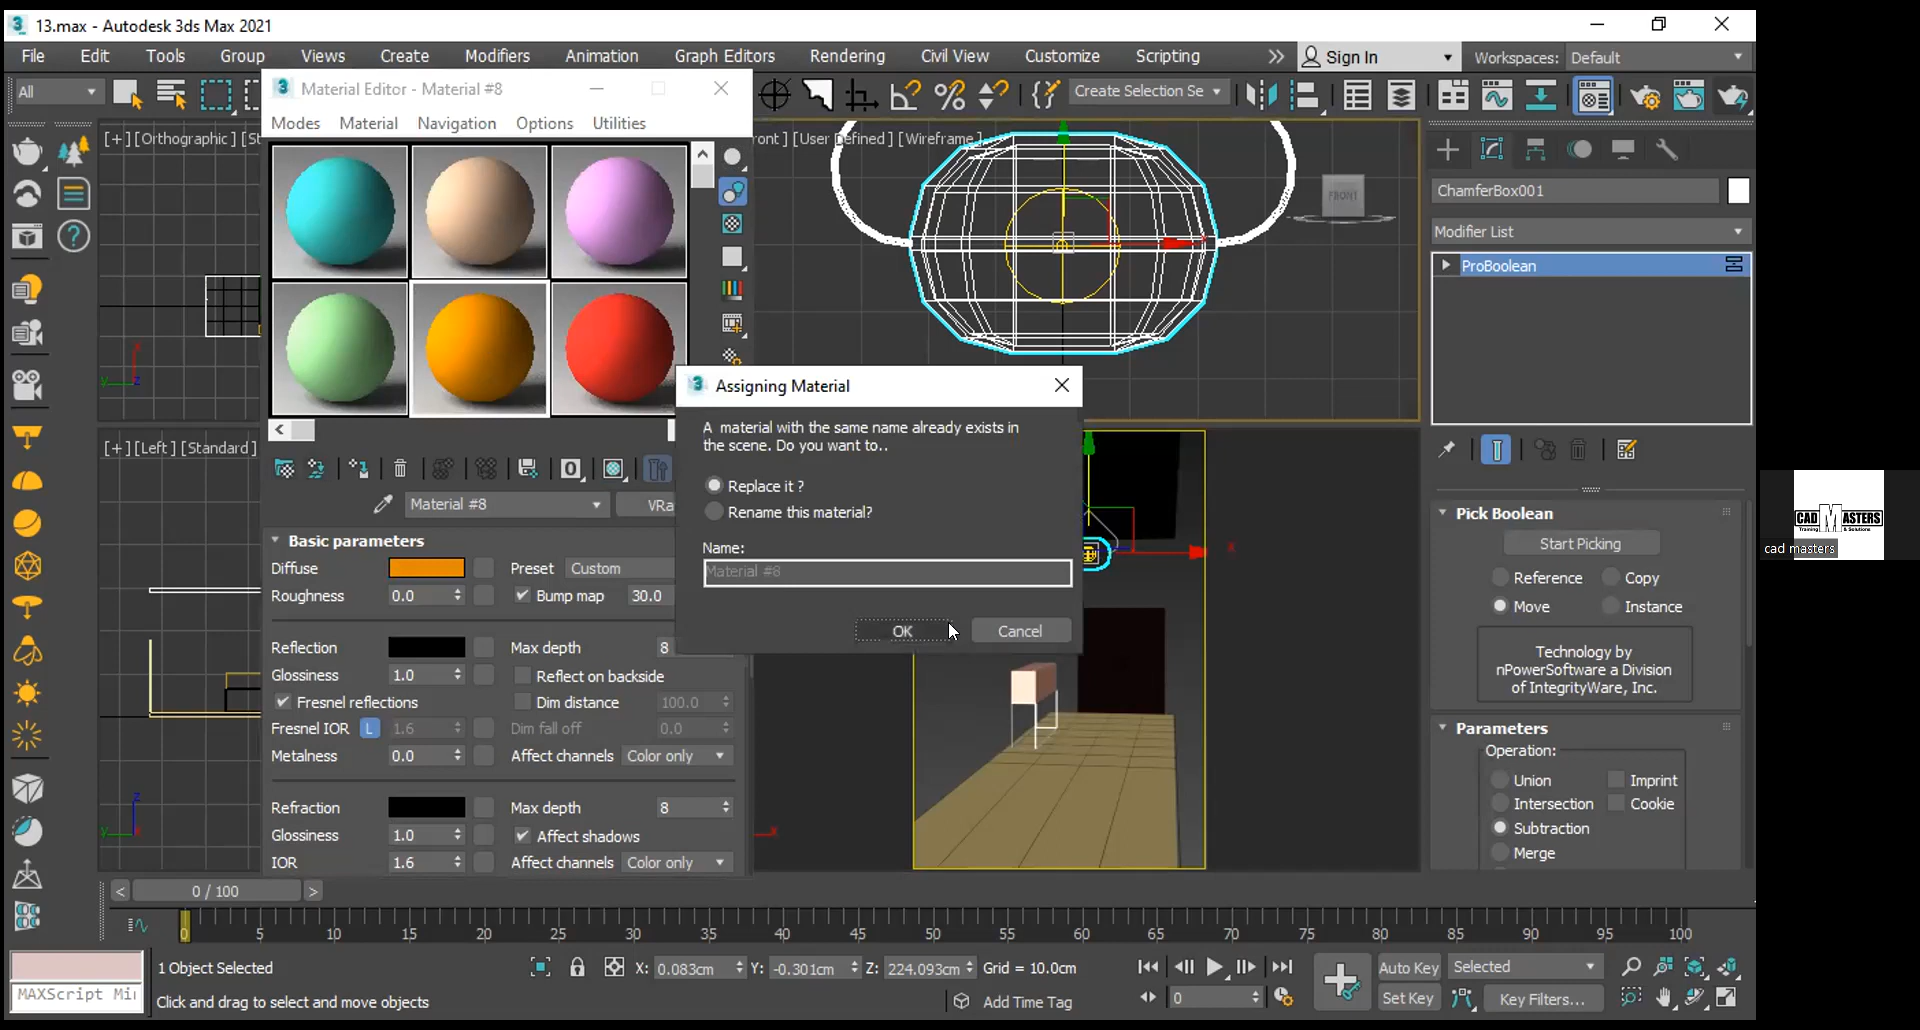 13.max - Autodesk 3ds Max 2021
File Edit Tools Group Views Create Modifiers Animation Graph Editors Rendering Civil View Customize Scripting
Sign In
Workspaces: Default
All
Create Selection Se
Material Editor - Material #8
Modes Material Navigation Options Utilities
[+] [Orthographic] [St
ront ] [User Defined ] [Wireframe ]
FRONT
ChamferBox001
Modifier List
ProBoolean
Assigning Material
A material with the same name already exists in
the scene. Do you want to..
Replace it ?
Rename this material?
Name:
Material #8
OK Cancel
[+] [Left] [Standard]
Material #8
VRa
Basic parameters
Diffuse Preset Custom
Roughness 0.0 Bump map 30.0
Reflection Max depth 8
Glossiness 1.0 Reflect on backside
Fresnel reflections Dim distance 100.0
Fresnel IOR L 1.6 Dim fall off 0.0
Metalness 0.0 Affect channels Color only
Refraction Max depth 8
Glossiness 1.0 Affect shadows
IOR 1.6 Affect channels Color only
Pick Boolean
Start Picking
Reference Copy
Move Instance
Technology by
nPowerSoftware a Division
of IntegrityWare, Inc.
Parameters
Operation:
Union Imprint
Intersection Cookie
Subtraction
Merge
CAD MASTERS
cad masters
< 0 / 100 >
0 5 10 15 20 25 30 35 40 45 50 55 60 65 70 75 80 85 90 95 100
1 Object Selected
X: 0.083cm Y: -0.301cm Z: 224.093cm Grid = 10.0cm
Auto Key Selected
MAXScript Mi
Click and drag to select and move objects
Add Time Tag
0
Set Key Key Filters...